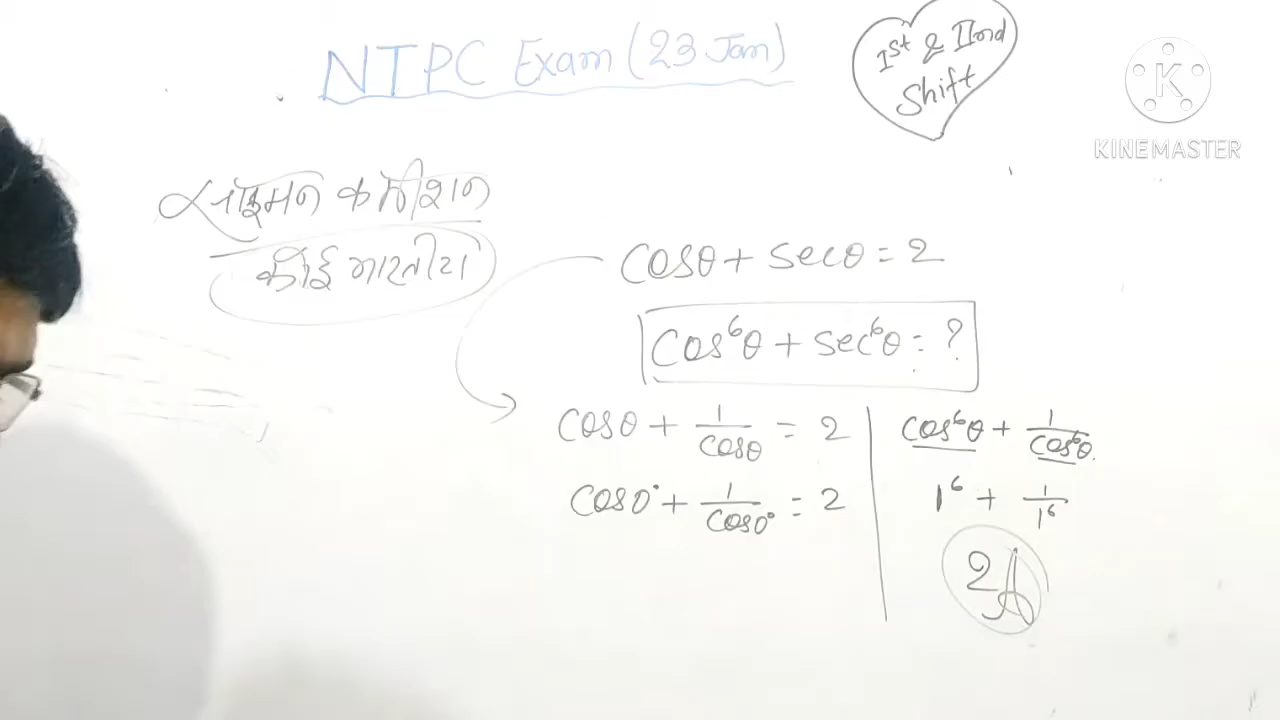 NTPC Exam (23 Jan)
Ist & IInd
Shift
KINEMASTER
cosθ + secθ = 2
cos⁶θ + sec⁶θ = ?
cosθ + 1/cosθ = 2
cos0° + 1/cos0° = 2
cos⁶θ + 1/cos⁶θ.
1⁶ + 1/1⁶
2 A